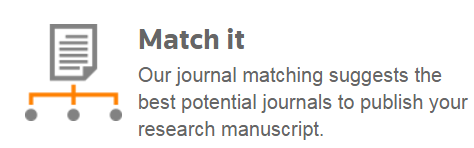 Match it
Our journal matching suggests the
best potential journals to publish your
research manuscript.